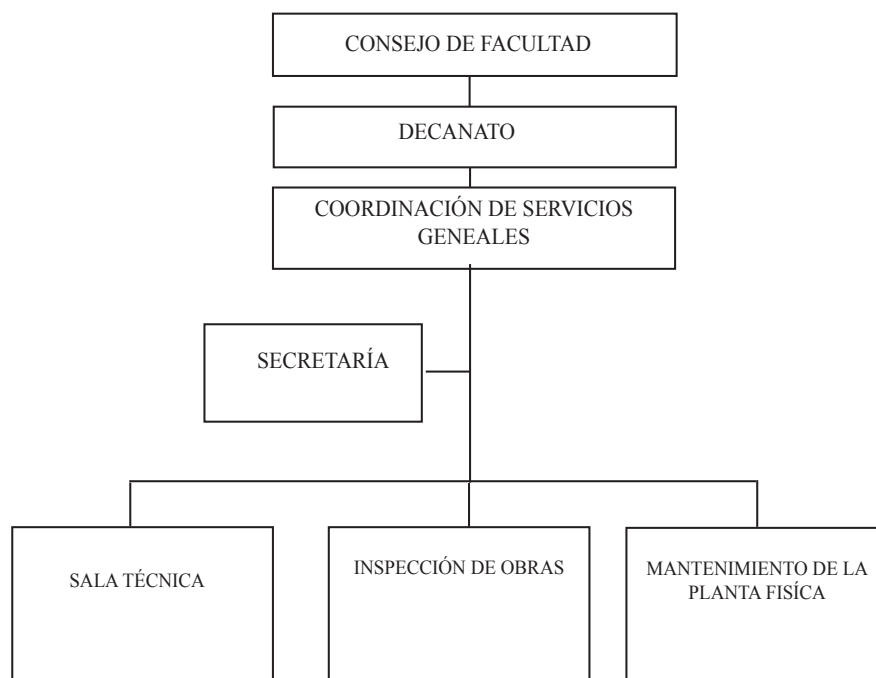 CONSEJO DE FACULTAD
DECANATO
COORDINACIÓN DE SERVICIOS
GENEALES
SECRETARÍA
SALA TÉCNICA
INSPECCIÓN DE OBRAS
MANTENIMIENTO DE LA
PLANTA FISÍCA